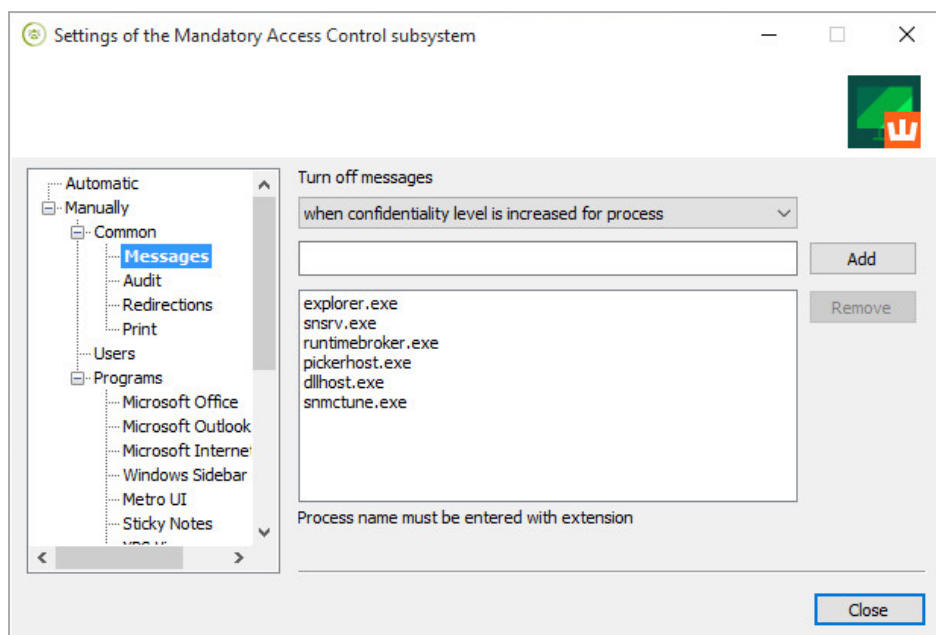 Settings of the Mandatory Access Control subsystem
Automatic
Manually
Common
Messages
Audit
Redirections
Print
Users
Programs
Microsoft Office
Microsoft Outlook
Microsoft Interne
Windows Sidebar
Metro UI
Sticky Notes
Turn off messages
when confidentiality level is increased for process
Add
explorer.exe
snsrv.exe
runtimebroker.exe
pickerhost.exe
dllhost.exe
snmctune.exe
Remove
Process name must be entered with extension
Close